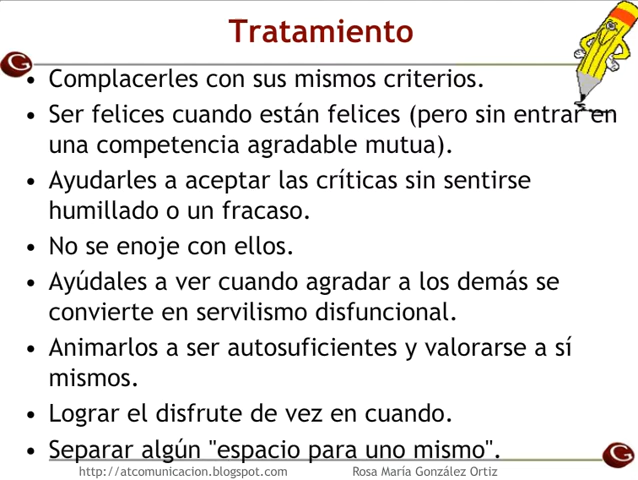 Tratamiento
• Complacerles con sus mismos criterios.
• Ser felices cuando están felices (pero sin entrar en
una competencia agradable mutua).
• Ayudarles a aceptar las críticas sin sentirse
humillado o un fracaso.
• No se enoje con ellos.
• Ayúdales a ver cuando agradar a los demás se
convierte en servilismo disfuncional.
• Animarlos a ser autosuficientes y valorarse a sí
mismos.
• Lograr el disfrute de vez en cuando.
• Separar algún "espacio para uno mismo".
http://atcomunicacion.blogspot.com Rosa María González Ortiz